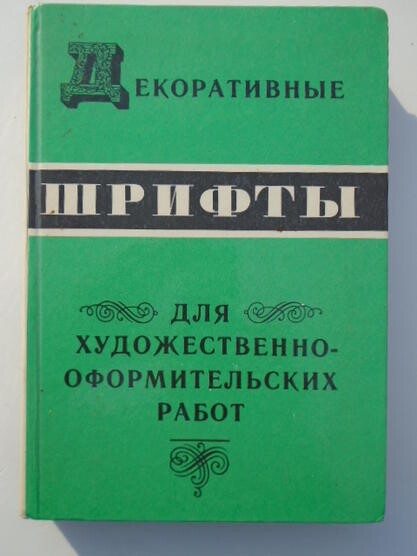 ДЕКОРАТИВНЫЕ
ШРИФТЫ
ДЛЯ
ХУДОЖЕСТВЕННО-
ОФОРМИТЕЛЬСКИХ
РАБОТ